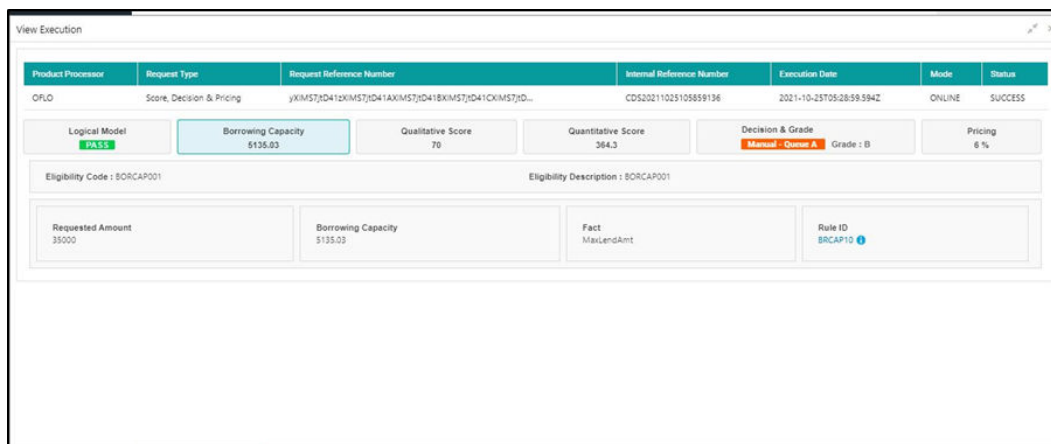 View Execution
Product Processor Request Type Request Reference Number Internal Reference Number Execution Date Mode Status
OFLO Score, Decision & Pricing CDS20211025105859136 2021-10-25T05:28:59.594Z ONLINE SUCCESS
Logical Model Borrowing Capacity Qualitative Score Quantitative Score Decision & Grade Pricing
PASS 5135.03 70 364.3 Manual - Queue A Grade : B 6 %
Eligibility Code : BORCAP001 Eligibility Description : BORCAP001
Requested Amount Borrowing Capacity Fact Rule ID
35000 5135.03 MaxLendAmt BRCAP10